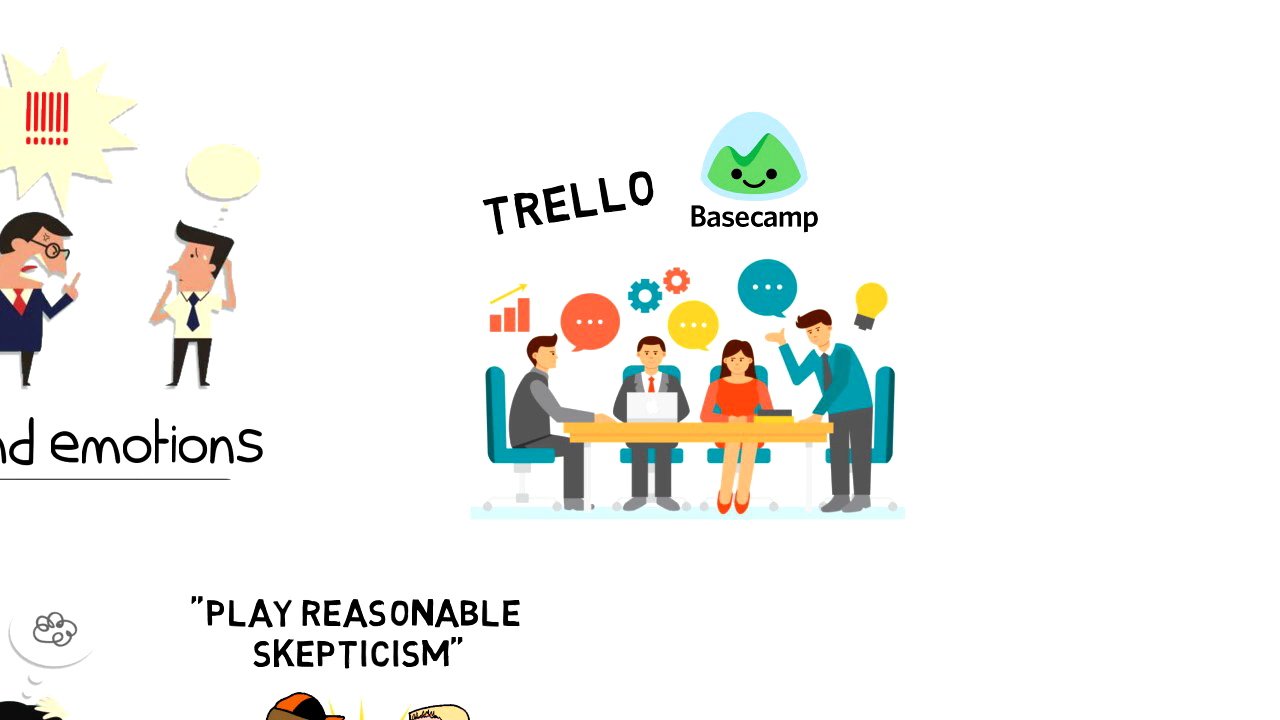 !!!!!!
TRELLO
Basecamp
nd emotions
"PLAY REASONABLE
SKEPTICISM"